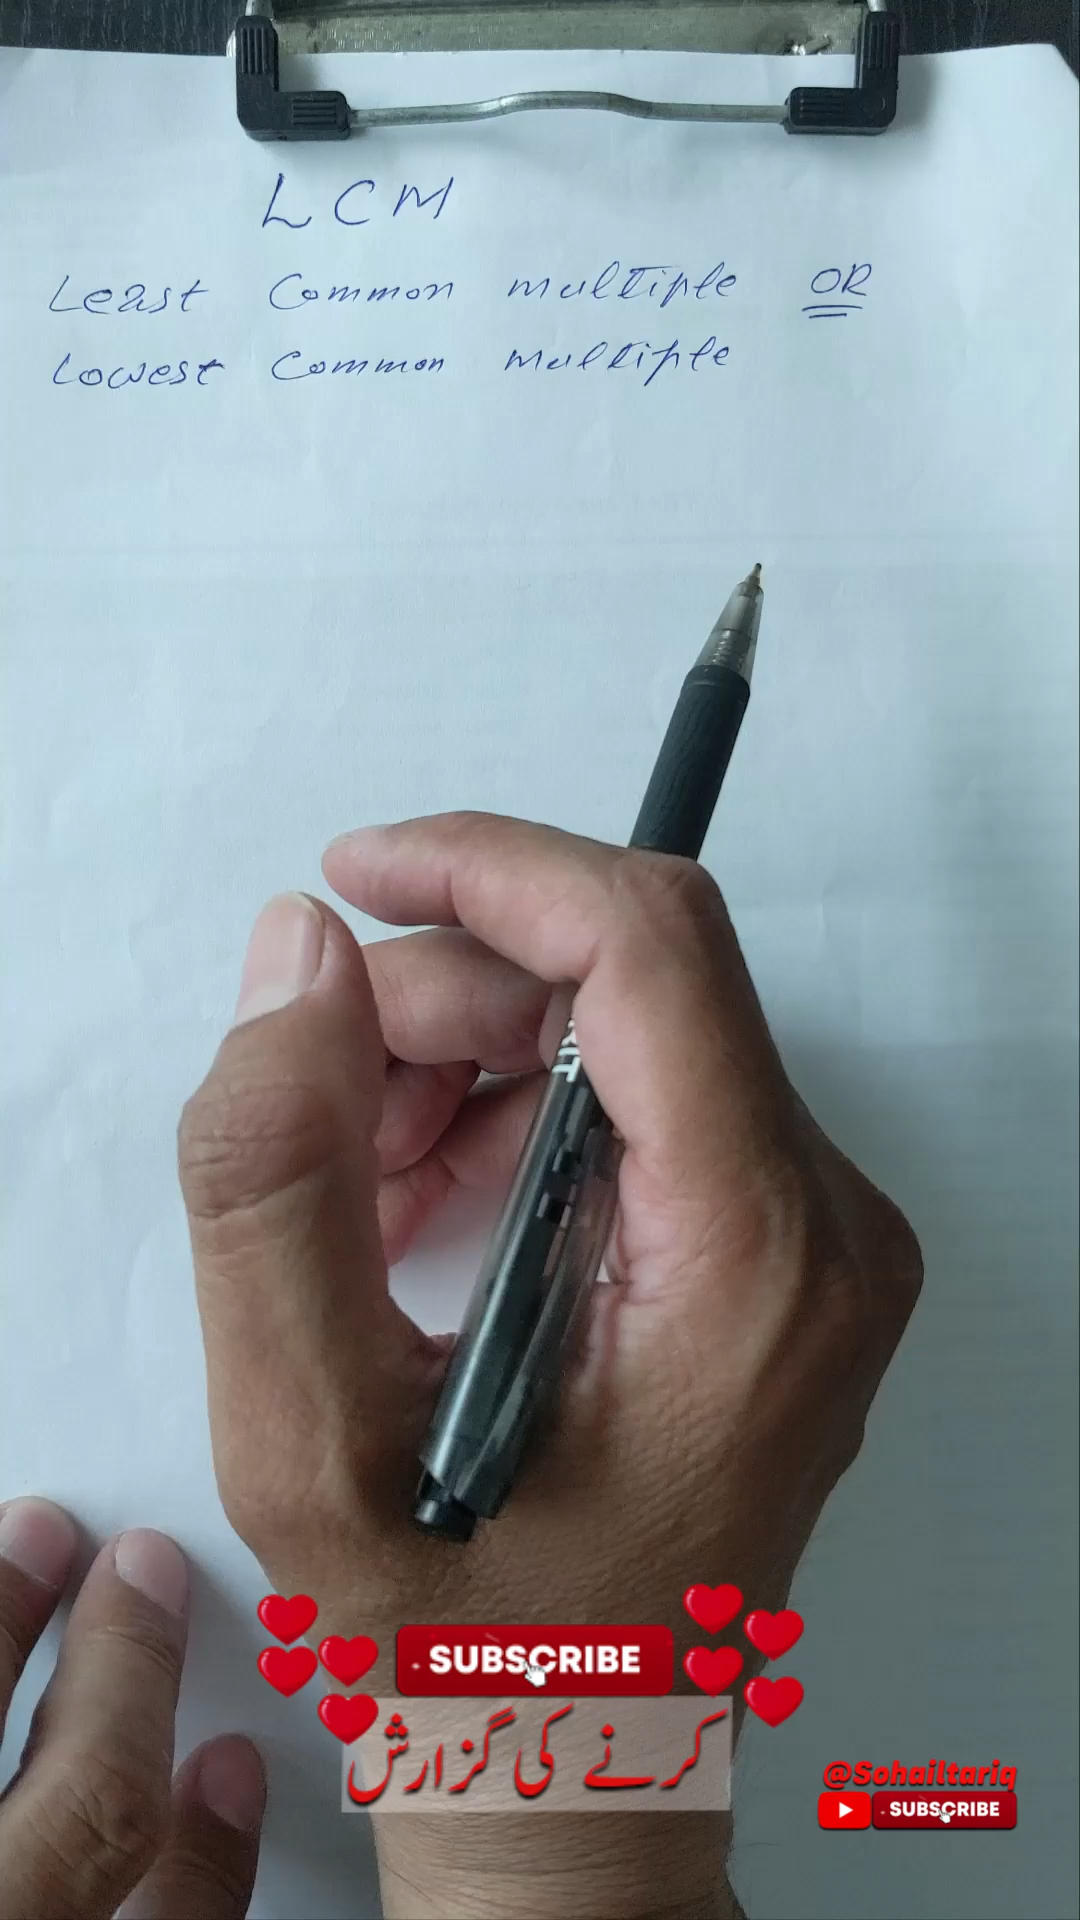 LCM
Least Common multiple OR
Lowest Common Multiple
SUBSCRIBE
کرنے کی گزارش
@Sohailtariq
SUBSCRIBE